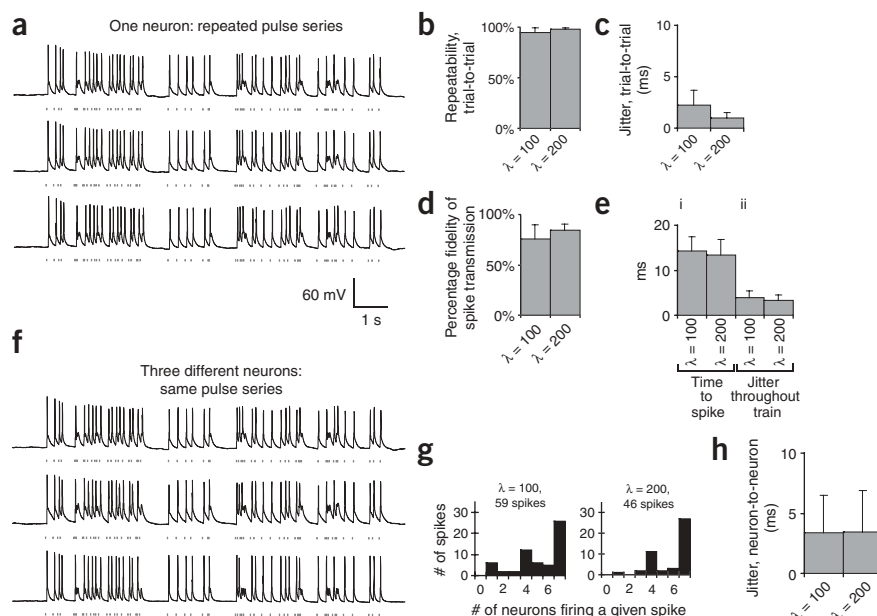 a
One neuron: repeated pulse series
60 mV
1 s
b
Repeatability,
trial-to-trial
100%
50%
0%
λ = 100
λ = 200
c
Jitter, trial-to-trial
(ms)
10
5
0
λ = 100
λ = 200
d
Percentage fidelity of
spike transmission
100%
50%
0%
λ = 100
λ = 200
e
i
ii
ms
20
10
0
λ = 100
λ = 200
λ = 100
λ = 200
Time
to
spike
Jitter
throughout
train
f
Three different neurons:
same pulse series
g
λ = 100,
59 spikes
λ = 200,
46 spikes
# of spikes
30
20
10
0
30
20
10
0
0 2 4 6
0 2 4 6
# of neurons firing a given spike
h
Jitter, neuron-to-neuron
(ms)
10
5
0
λ = 100
λ = 200